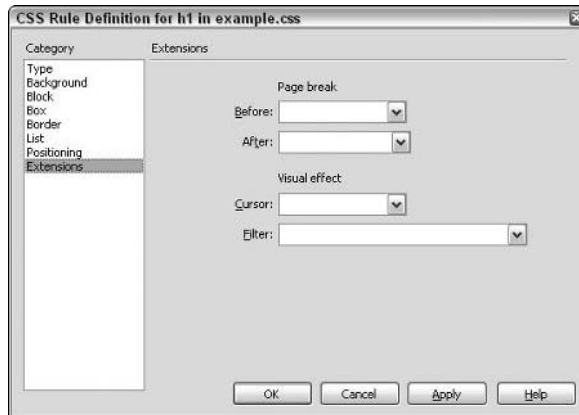 CSS Rule Definition for h1 in example.css
Category
Extensions
Type
Background
Block
Box
Border
List
Positioning
Extensions
Page break
Before:
After:
Visual effect
Cursor:
Filter:
OK
Cancel
Apply
Help